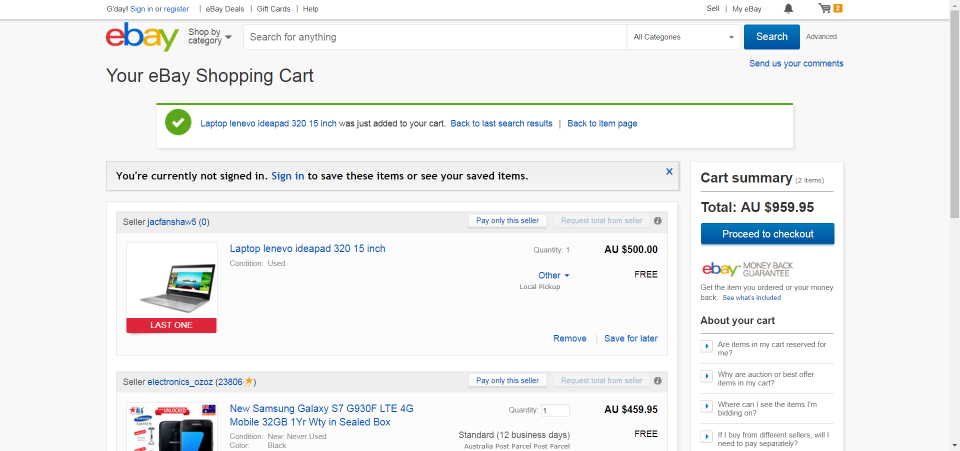 G'day! Sign in or register | eBay Deals | Gift Cards | Help
Sell | My eBay
2
ebay
Shop by
category
Search for anything
All Categories
Search
Advanced
Send us your comments
Your eBay Shopping Cart
Laptop lenevo ideapad 320 15 inch was just added to your cart. Back to last search results | Back to item page
You're currently not signed in. Sign in to save these items or see your saved items.
X
Seller jacfanshaw5 (0)
Pay only this seller
Request total from seller
Laptop lenevo ideapad 320 15 inch
Condition: Used
Quantity: 1
AU $500.00
Other
FREE
Local Pickup
LAST ONE
Remove | Save for later
Seller electronics_ozoz (23806)
Pay only this seller
Request total from seller
New Samsung Galaxy S7 G930F LTE 4G
Mobile 32GB 1Yr Wty in Sealed Box
Condition: New: Never Used
Color: Black
Quantity: 1
AU $459.95
Standard (12 business days)
FREE
Australia Post Parcel Post Parcel
UNLOCKED
Cart summary (2 items)
Total: AU $959.95
Proceed to checkout
ebay MONEY BACK
GUARANTEE
Get the item you ordered or your money
back. See what's included
About your cart
Are items in my cart reserved for
me?
Why are auction or best offer
items in my cart?
Where can I see the items I'm
bidding on?
If I buy from different sellers, will I
need to pay separately?